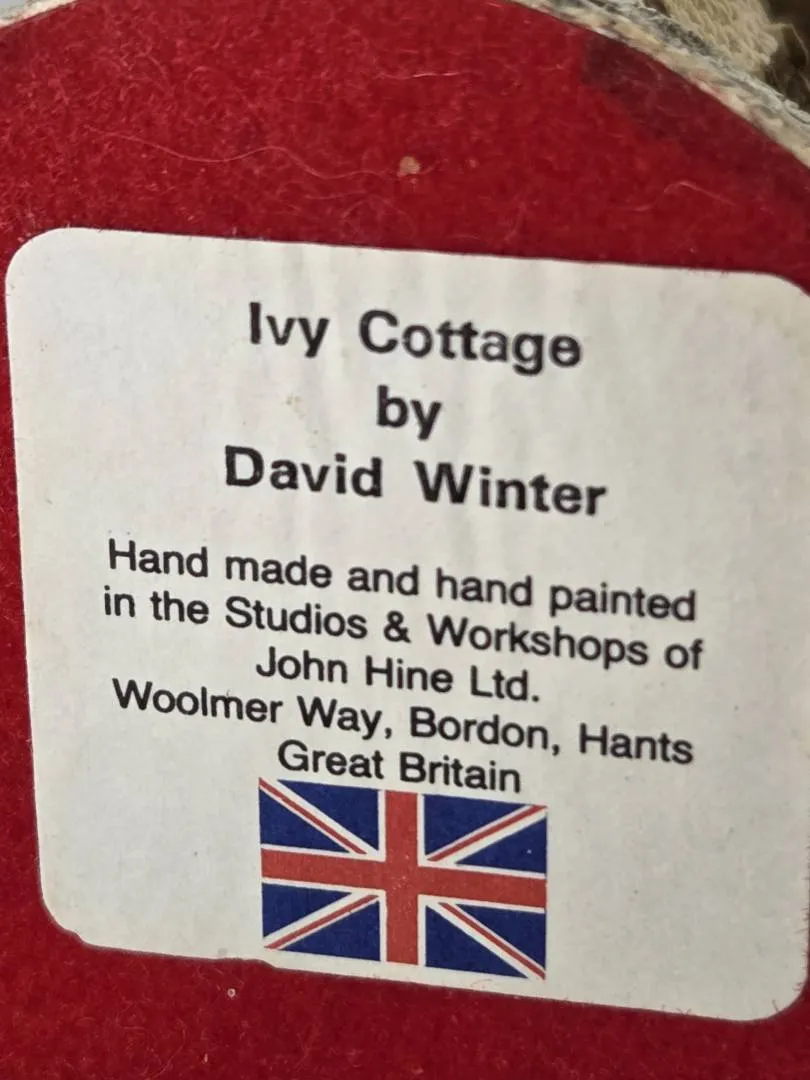 Ivy Cottage
by
David Winter
Hand made and hand painted
in the Studios & Workshops of
John Hine Ltd.
Woolmer Way, Bordon, Hants
Great Britain